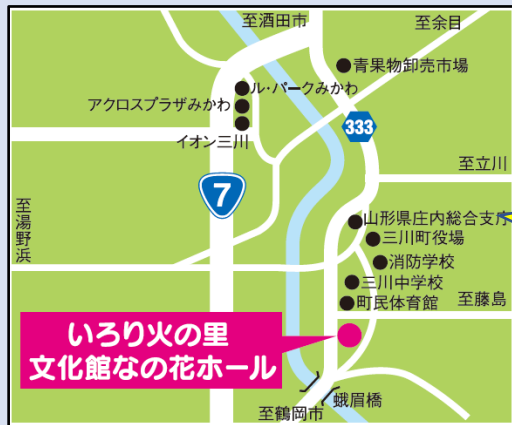 至酒田市
至余目
青果物卸売市場
ル・パークみかわ
アクロスプラザみかわ
イオン三川
333
至立川
7
至湯野浜
山形県庄内総合支庁
三川町役場
消防学校
三川中学校
町民体育館
至藤島
いろり火の里
文化館なの花ホール
蛾眉橋
至鶴岡市